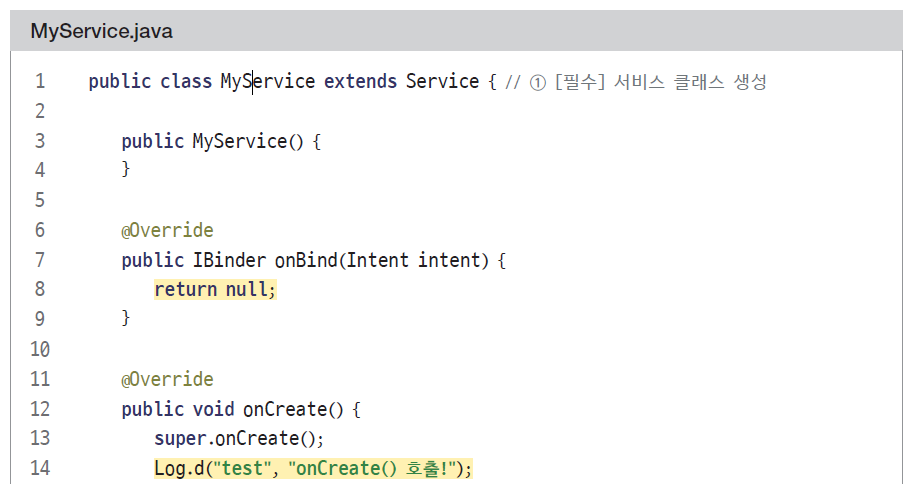 MyService.java
1 public class MyService extends Service { // ① [필수] 서비스 클래스 생성
2
3 public MyService() {
4 }
5
6 @Override
7 public IBinder onBind(Intent intent) {
8 return null;
9 }
10
11 @Override
12 public void onCreate() {
13 super.onCreate();
14 Log.d("test", "onCreate() 호출!");